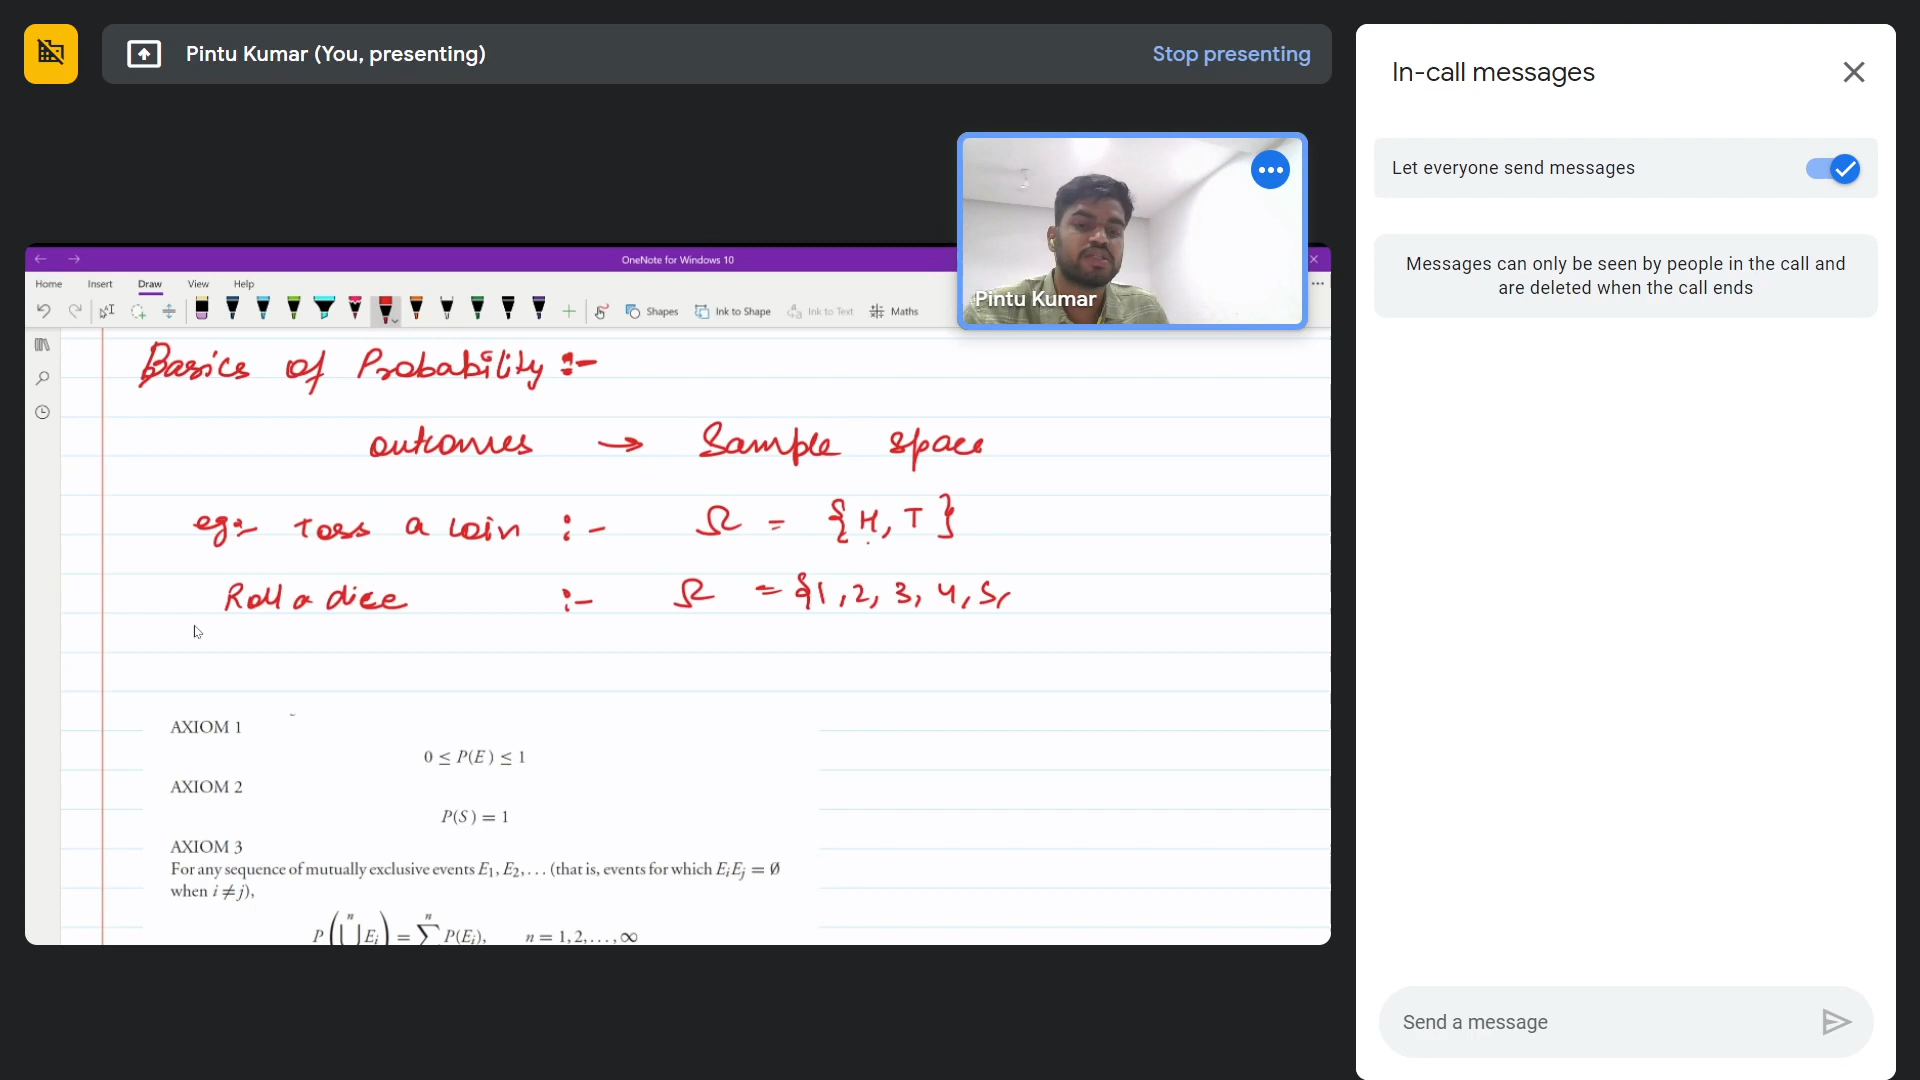 Pintu Kumar (You, presenting)
Stop presenting
In-call messages
Let everyone send messages
Messages can only be seen by people in the call and
are deleted when the call ends
Pintu Kumar
OneNote for Windows 10
Home Insert Draw View Help
Shapes Ink to Shape Ink to Text Maths
Basics of Probability :-
outcomes → Sample space
eg:- toss a coin :- Ω = {H, T}
Roll a dice :- Ω = {1, 2, 3, 4, 5,
AXIOM 1
0 ≤ P(E) ≤ 1
AXIOM 2
P(S) = 1
AXIOM 3
For any sequence of mutually exclusive events E₁, E₂, . . . (that is, events for which EᵢEⱼ = Ø
when i ≠ j),
P(⋃ⁿ Eᵢ) = ∑ⁿ P(Eᵢ), n = 1, 2, . . . , ∞
Send a message